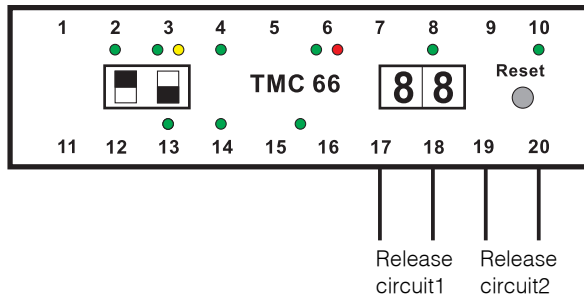 1 2 3 4 5 6 7 8 9 10
Reset
TMC 66
88
11 12 13 14 15 16 17 18 19 20
Release circuit1
Release circuit2